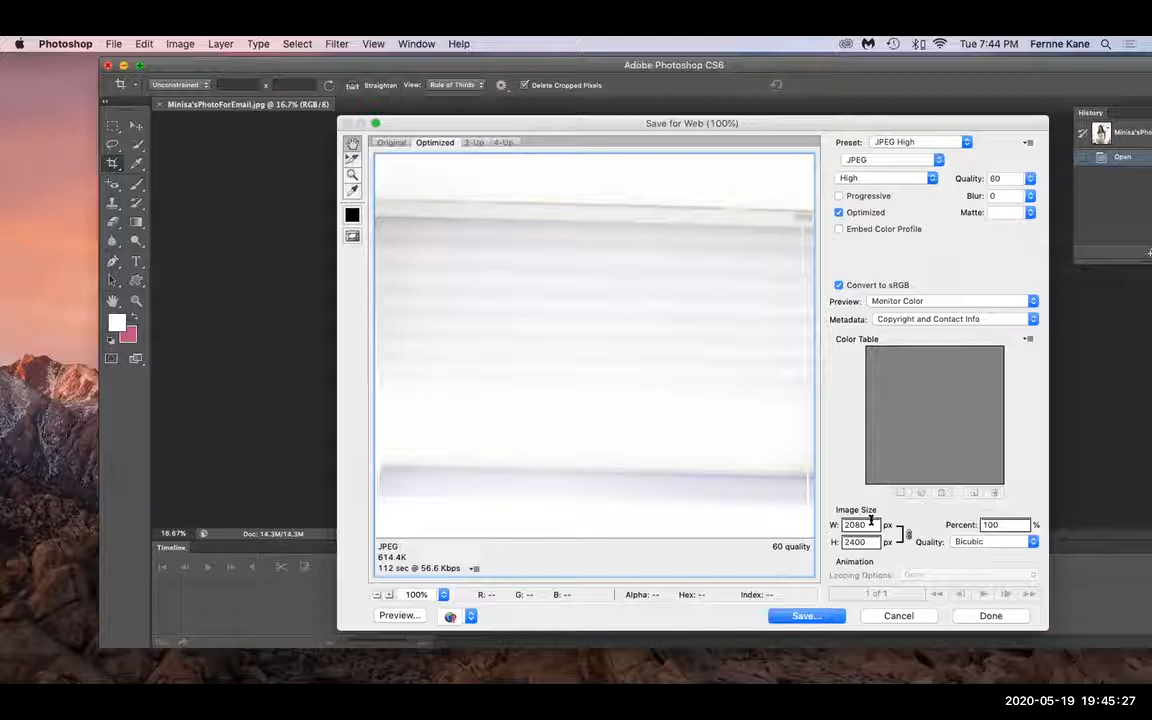 Photoshop File Edit Image Layer Type Select Filter View Window Help Tue 7:44 PM Fernne Kane
Adobe Photoshop CS6
Unconstrained x Straighten View: Rule of Thirds Delete Cropped Pixels
Minisa'sPhotoForEmail.jpg @ 16.7% (RGB/8)
History
Minisa'sPho
Open
Save for Web (100%)
Original Optimized 2-Up 4-Up
Preset: JPEG High
JPEG
High Quality: 60
Progressive Blur: 0
Optimized Matte:
Embed Color Profile
Convert to sRGB
Preview: Monitor Color
Metadata: Copyright and Contact Info
Color Table
Image Size
W: 2080 px Percent: 100 %
H: 2400 px Quality: Bicubic
Animation
Looping Options:
1 of 1
JPEG 60 quality
614.4K
112 sec @ 56.6 Kbps
100% R: -- G: -- B: -- Alpha: -- Hex: -- Index: --
Preview... Save... Cancel Done
16.67% Doc: 14.3M/14.3M
Timeline
2020-05-19 19:45:27